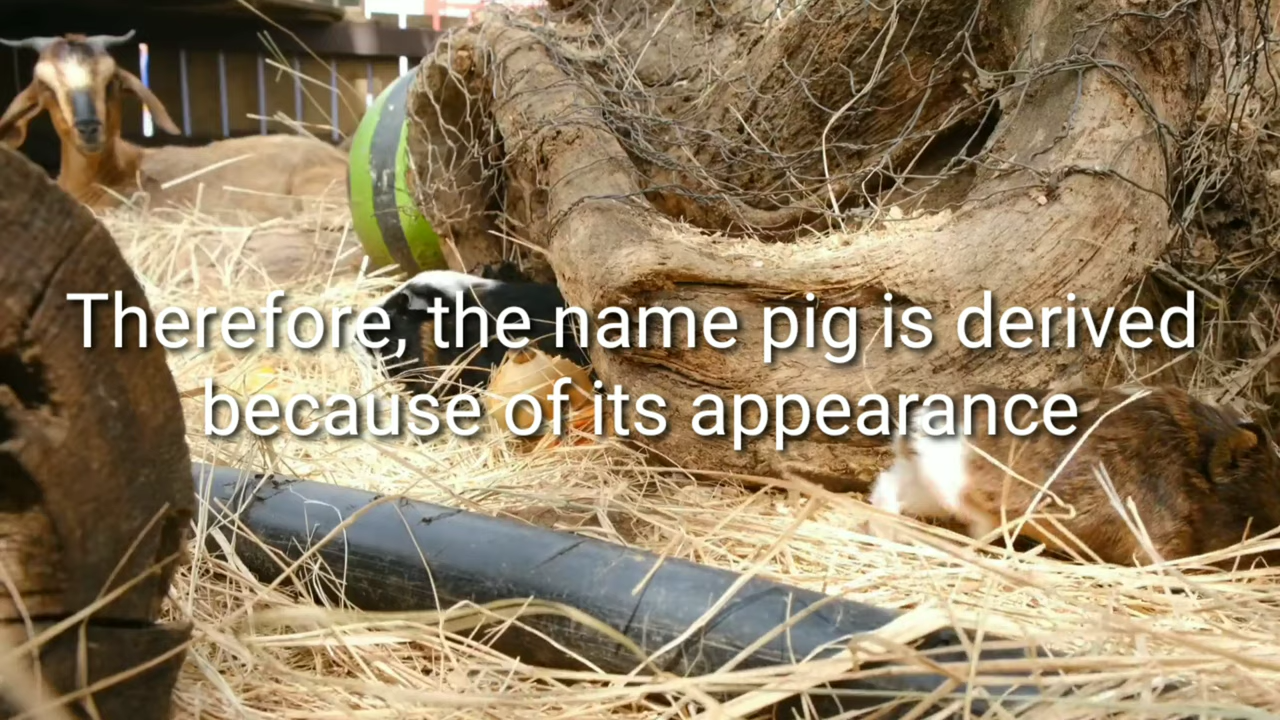 Therefore, the name pig is derived
because of its appearance